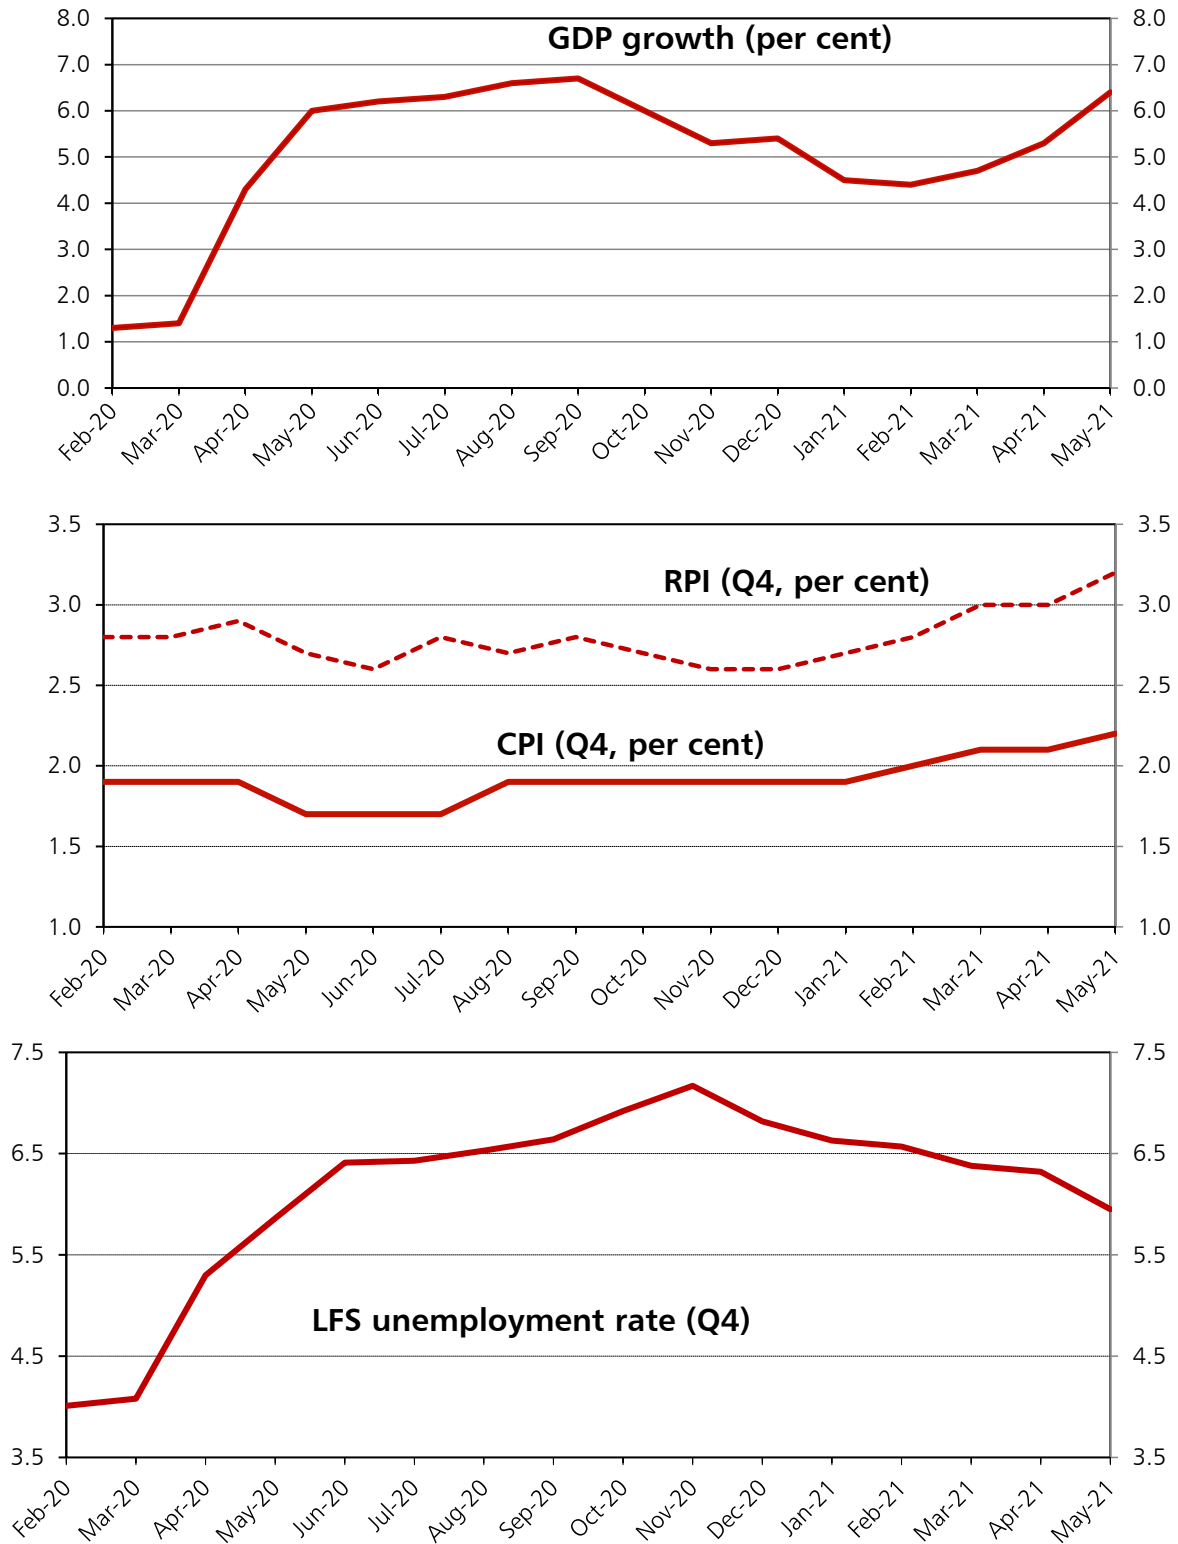 GDP growth (per cent)
8.0 8.0
7.0 7.0
6.0 6.0
5.0 5.0
4.0 4.0
3.0 3.0
2.0 2.0
1.0 1.0
0.0 0.0
Feb-20 Mar-20 Apr-20 May-20 Jun-20 Jul-20 Aug-20 Sep-20 Oct-20 Nov-20 Dec-20 Jan-21 Feb-21 Mar-21 Apr-21 May-21
3.5 3.5
RPI (Q4, per cent)
3.0 3.0
2.5 2.5
CPI (Q4, per cent)
2.0 2.0
1.5 1.5
1.0 1.0
Feb-20 Mar-20 Apr-20 May-20 Jun-20 Jul-20 Aug-20 Sep-20 Oct-20 Nov-20 Dec-20 Jan-21 Feb-21 Mar-21 Apr-21 May-21
7.5 7.5
6.5 6.5
5.5 5.5
LFS unemployment rate (Q4)
4.5 4.5
3.5 3.5
Feb-20 Mar-20 Apr-20 May-20 Jun-20 Jul-20 Aug-20 Sep-20 Oct-20 Nov-20 Dec-20 Jan-21 Feb-21 Mar-21 Apr-21 May-21